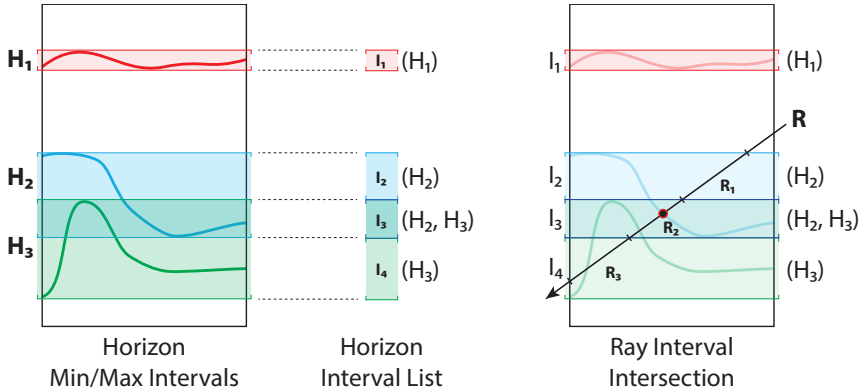 H₁
H₂
H₃
I₁ (H₁)
I₂ (H₂)
I₃ (H₂, H₃)
I₄ (H₃)
I₁ (H₁)
R
I₂ R₁ (H₂)
I₃ R₂ (H₂, H₃)
I₄ R₃ (H₃)
Horizon
Min/Max Intervals
Horizon
Interval List
Ray Interval
Intersection